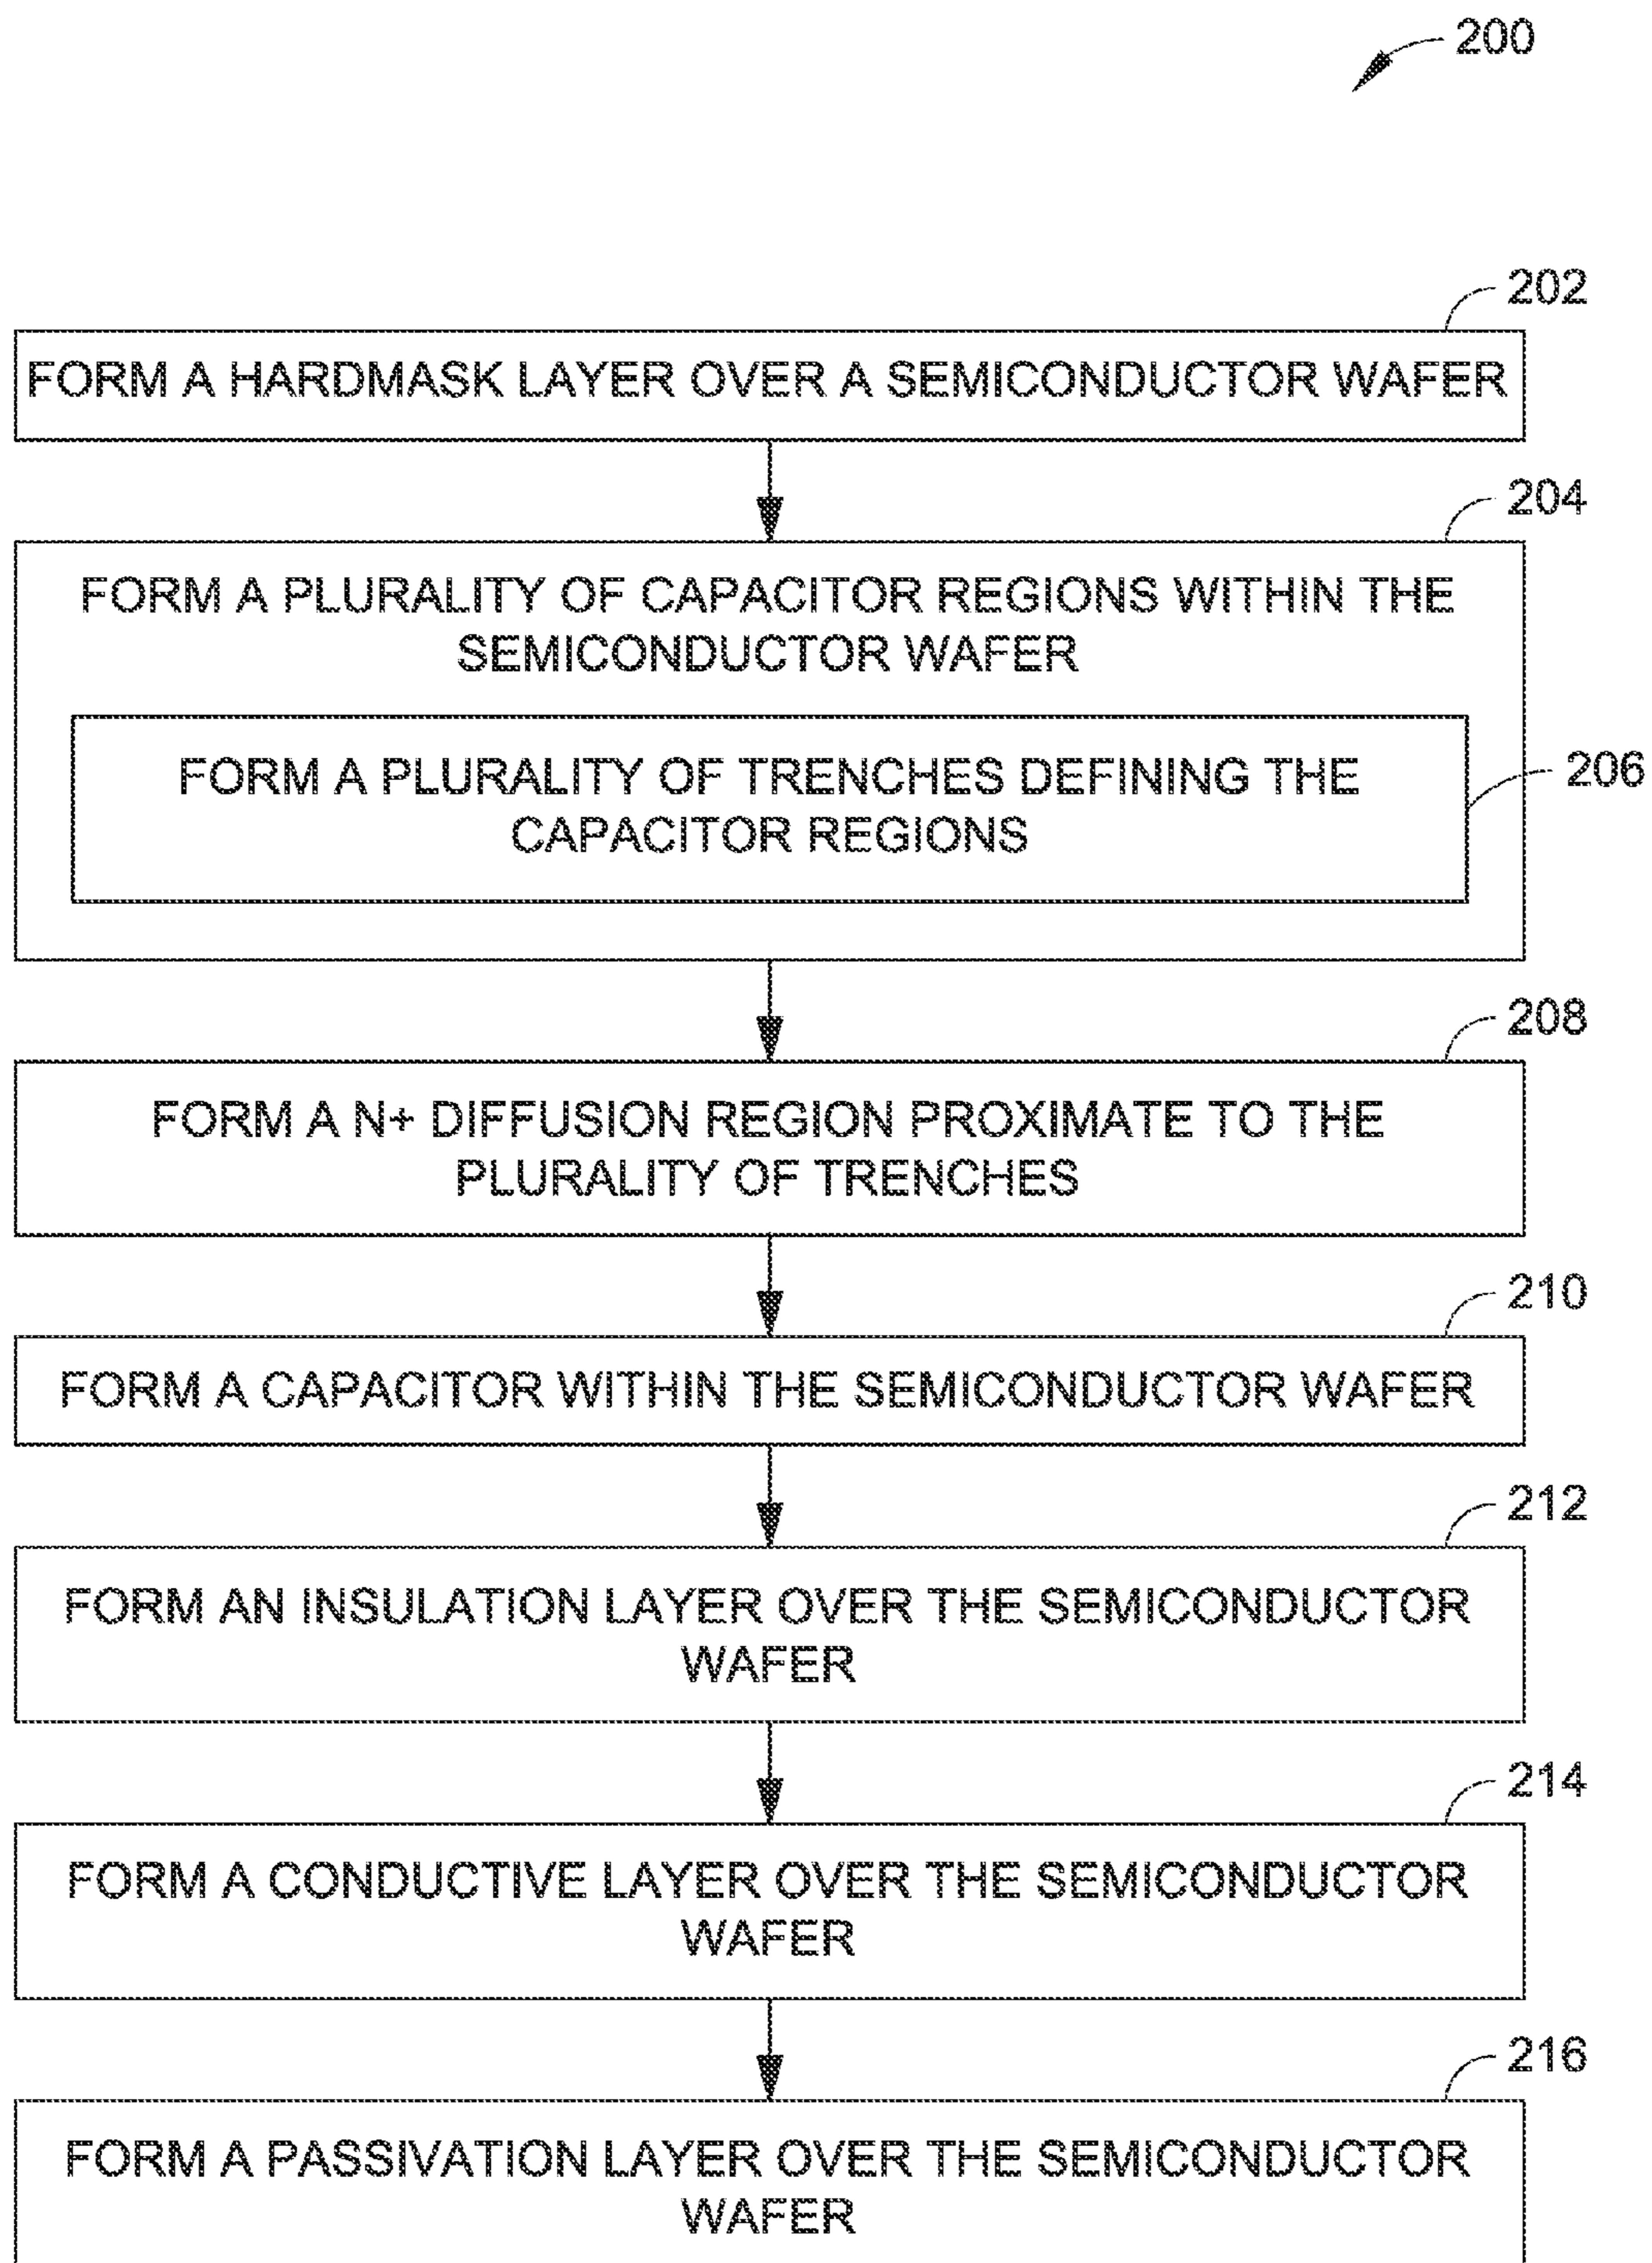 200
202
FORM A HARDMASK LAYER OVER A SEMICONDUCTOR WAFER
204
FORM A PLURALITY OF CAPACITOR REGIONS WITHIN THE
SEMICONDUCTOR WAFER
FORM A PLURALITY OF TRENCHES DEFINING THE
CAPACITOR REGIONS
206
208
FORM A N+ DIFFUSION REGION PROXIMATE TO THE
PLURALITY OF TRENCHES
210
FORM A CAPACITOR WITHIN THE SEMICONDUCTOR WAFER
212
FORM AN INSULATION LAYER OVER THE SEMICONDUCTOR
WAFER
214
FORM A CONDUCTIVE LAYER OVER THE SEMICONDUCTOR
WAFER
216
FORM A PASSIVATION LAYER OVER THE SEMICONDUCTOR
WAFER